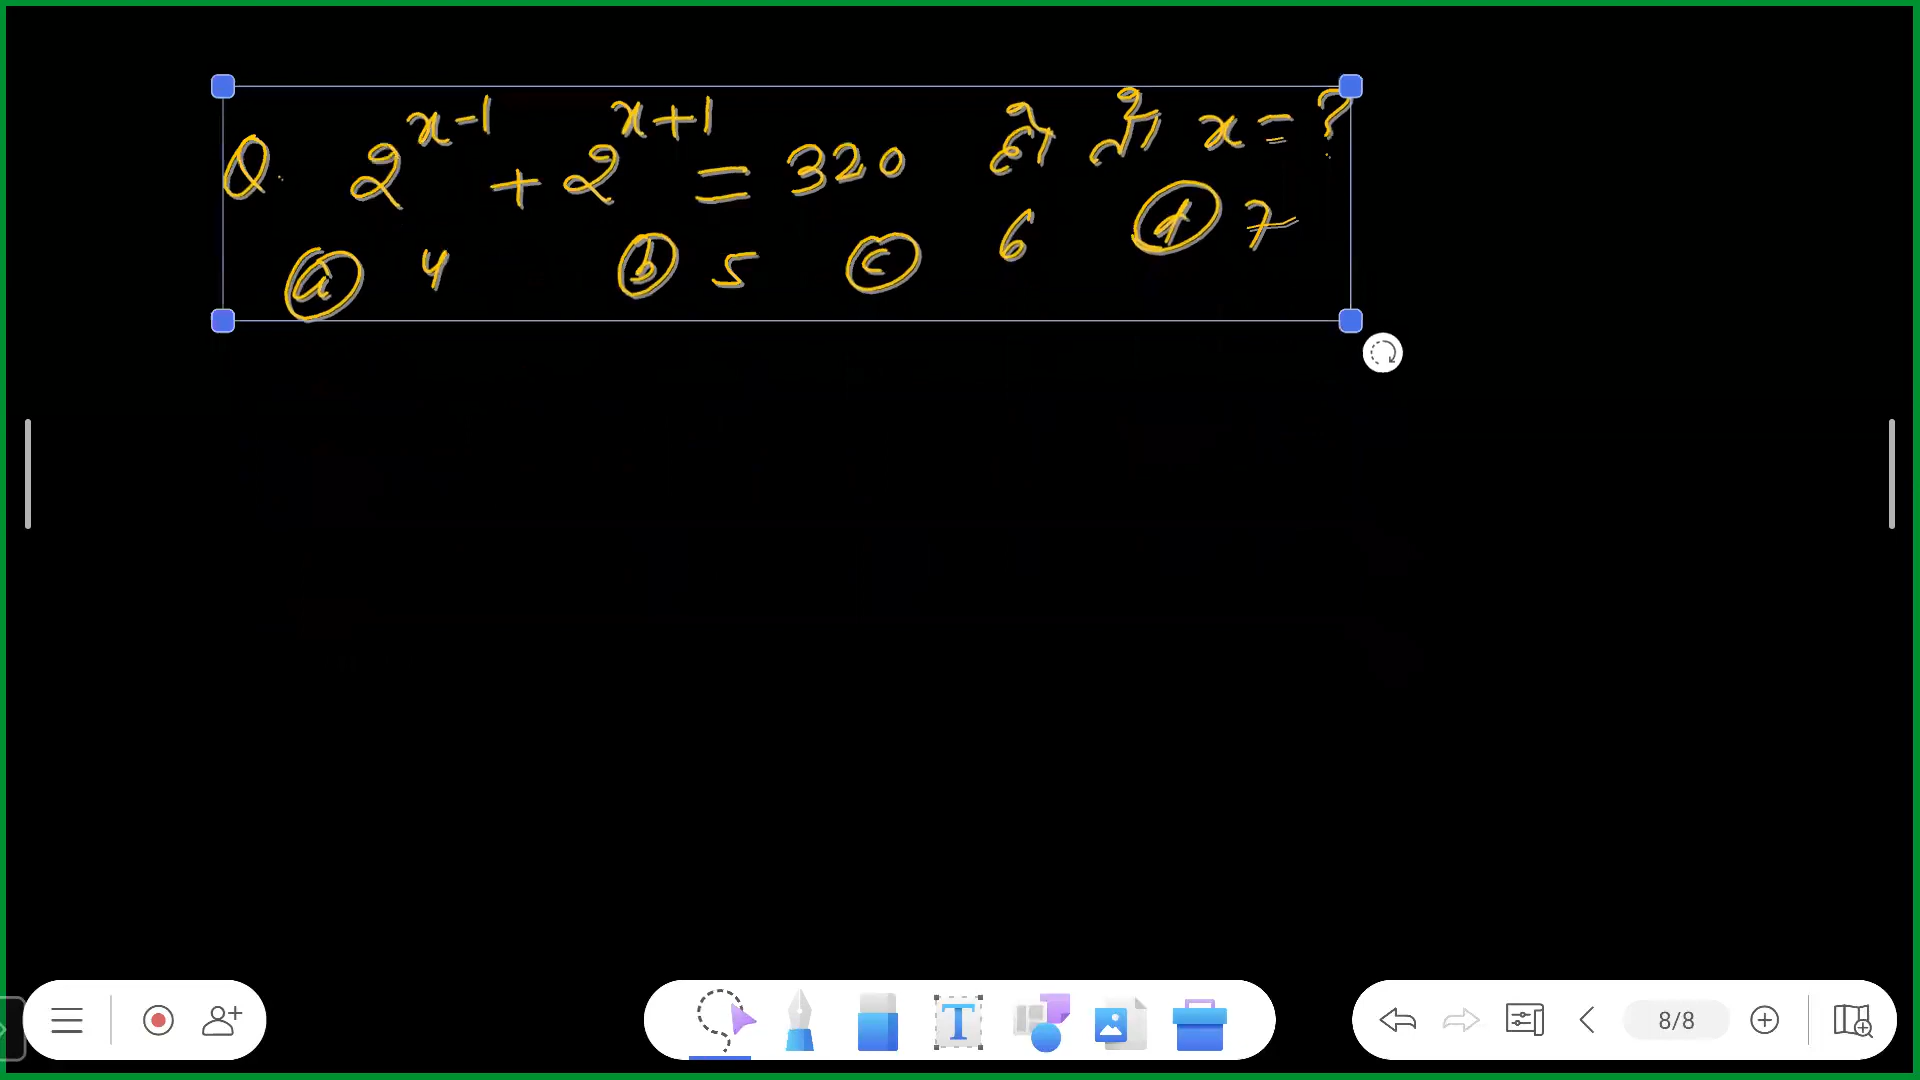 Q. 2^{x-1} + 2^{x+1} = 320 हो तो x = ?
(a) 4 (b) 5 (c) 6 (d) 7
8/8